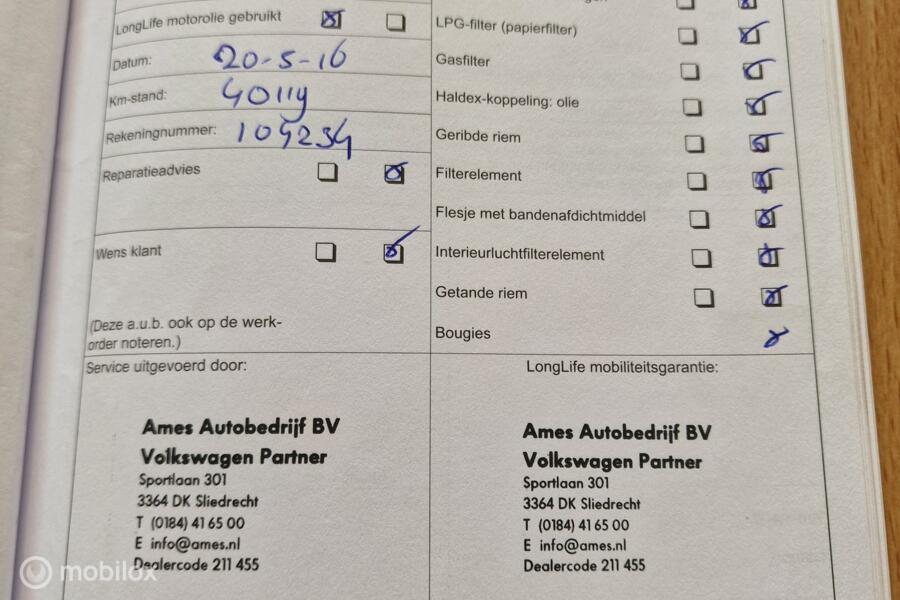 LongLife motorolie gebruikt
Datum: 20-5-16
Km-stand: 40119
Rekeningnummer: 104254
Reparatieadvies
Wens klant
(Deze a.u.b. ook op de werk-
order noteren.)
LPG-filter (papierfilter)
Gasfilter
Haldex-koppeling: olie
Geribde riem
Filterelement
Flesje met bandenafdichtmiddel
Interieurluchtfilterelement
Getande riem
Bougies
Service uitgevoerd door:
Ames Autobedrijf BV
Volkswagen Partner
Sportlaan 301
3364 DK Sliedrecht
T (0184) 41 65 00
E info@ames.nl
Dealercode 211 455
LongLife mobiliteitsgarantie:
Ames Autobedrijf BV
Volkswagen Partner
Sportlaan 301
3364 DK Sliedrecht
T (0184) 41 65 00
E info@ames.nl
Dealercode 211 455
mobilox